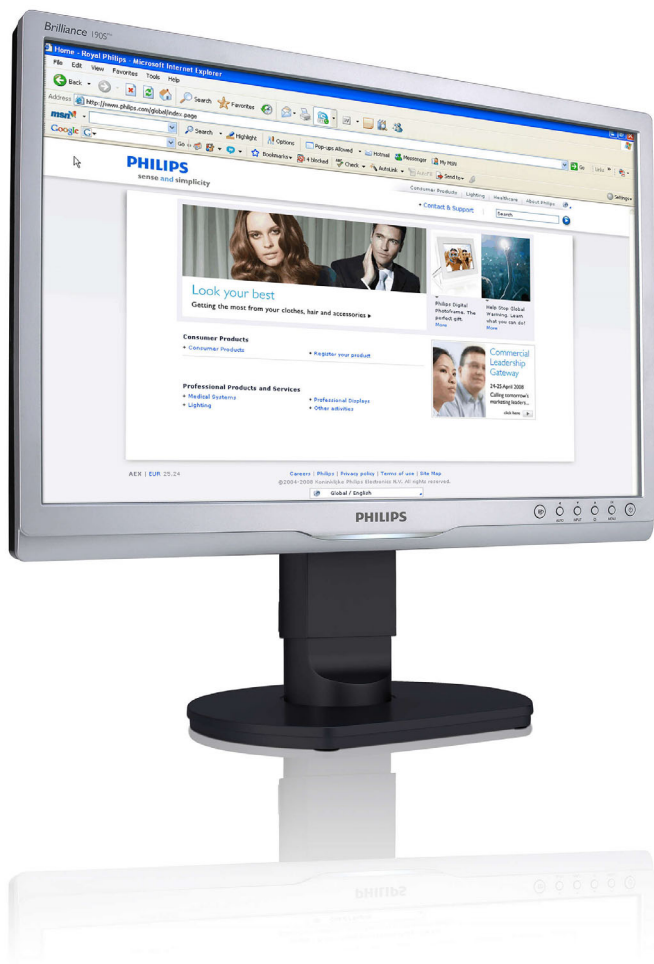 Brilliance 190S™
Home - Royal Philips - Microsoft Internet Explorer
File Edit View Favorites Tools Help
Back Search Favorites
Address http://www.philips.com/global/index.page Go Links
msn Search Highlight Options Pop-ups Allowed Hotmail Messenger My MSN
Google G Go Bookmarks 4 blocked Check AutoLink AutoFill Send to Settings
PHILIPS
sense and simplicity
Consumer Products | Lighting | Healthcare | About Philips
Contact & Support Search
Look your best
Getting the most from your clothes, hair and accessories
Philips Digital
Photoframe. The
perfect gift.
More
Help Stop Global
Warming. Learn
what you can do!
More
Consumer Products
Consumer Products
Register your product
Professional Products and Services
Medical Systems
Lighting
Professional Displays
Other activities
Commercial
Leadership
Gateway
24-25 April 2008
Calling tomorrow's
marketing leaders...
click here
AEX | EUR 25.24
Careers | Philips | Privacy policy | Terms of use | Site Map
©2004-2008 Koninklijke Philips Electronics N.V. All rights reserved.
Global / English
PHILIPS
AUTO INPUT MENU